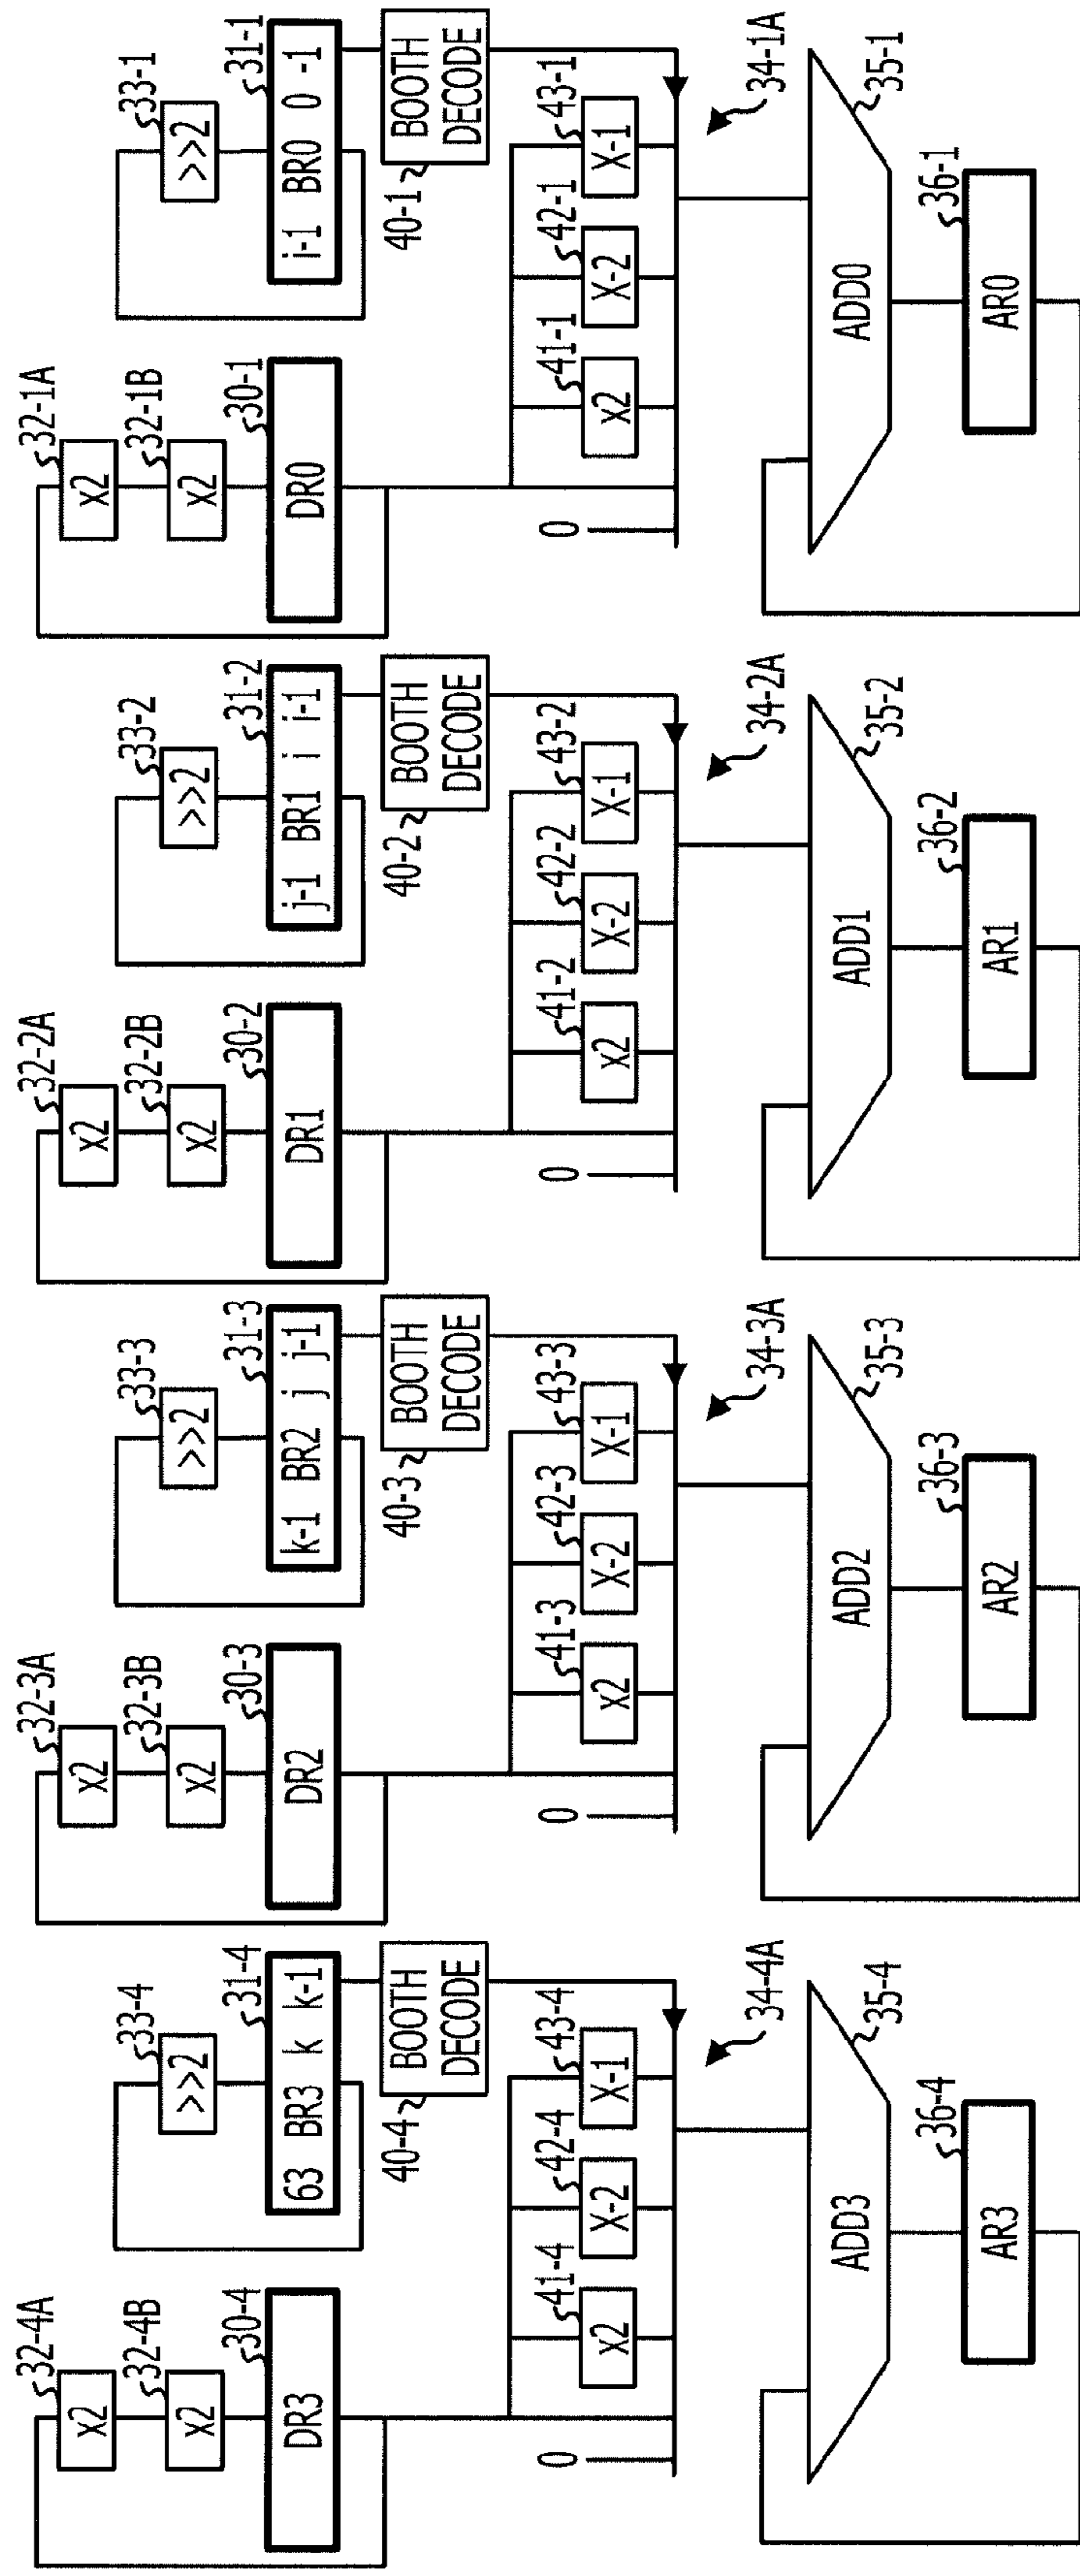 32-4A
x2
32-4B
x2
30-4
DR3
33-4
>>2
31-4
63 BR3 k k-1
40-4
BOOTH
DECODE
0
41-4
x2
42-4
X-2
43-4
X-1
34-4A
ADD3
35-4
36-4
AR3
32-3A
x2
32-3B
x2
30-3
DR2
33-3
>>2
31-3
k-1 BR2 j j-1
40-3
BOOTH
DECODE
0
41-3
x2
42-3
X-2
43-3
X-1
34-3A
ADD2
35-3
36-3
AR2
32-2A
x2
32-2B
x2
30-2
DR1
33-2
>>2
31-2
j-1 BR1 i i-1
40-2
BOOTH
DECODE
0
41-2
x2
42-2
X-2
43-2
X-1
34-2A
ADD1
35-2
36-2
AR1
32-1A
x2
32-1B
x2
30-1
DR0
33-1
>>2
31-1
i-1 BR0 0 -1
40-1
BOOTH
DECODE
0
41-1
x2
42-1
X-2
43-1
X-1
34-1A
ADD0
35-1
36-1
AR0